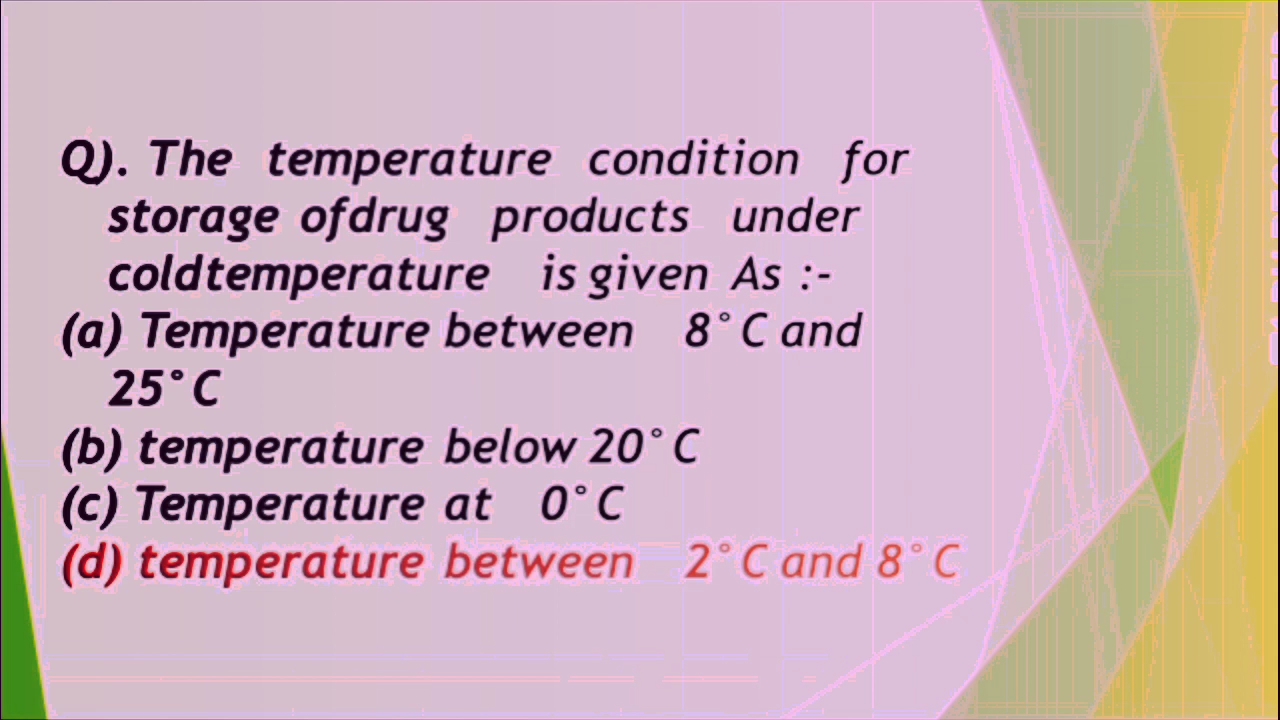 Q). The temperature condition for
storage ofdrug products under
coldtemperature is given As :-
(a) Temperature between 8°C and
25°C
(b) temperature below 20°C
(c) Temperature at 0°C
(d) temperature between 2°C and 8°C